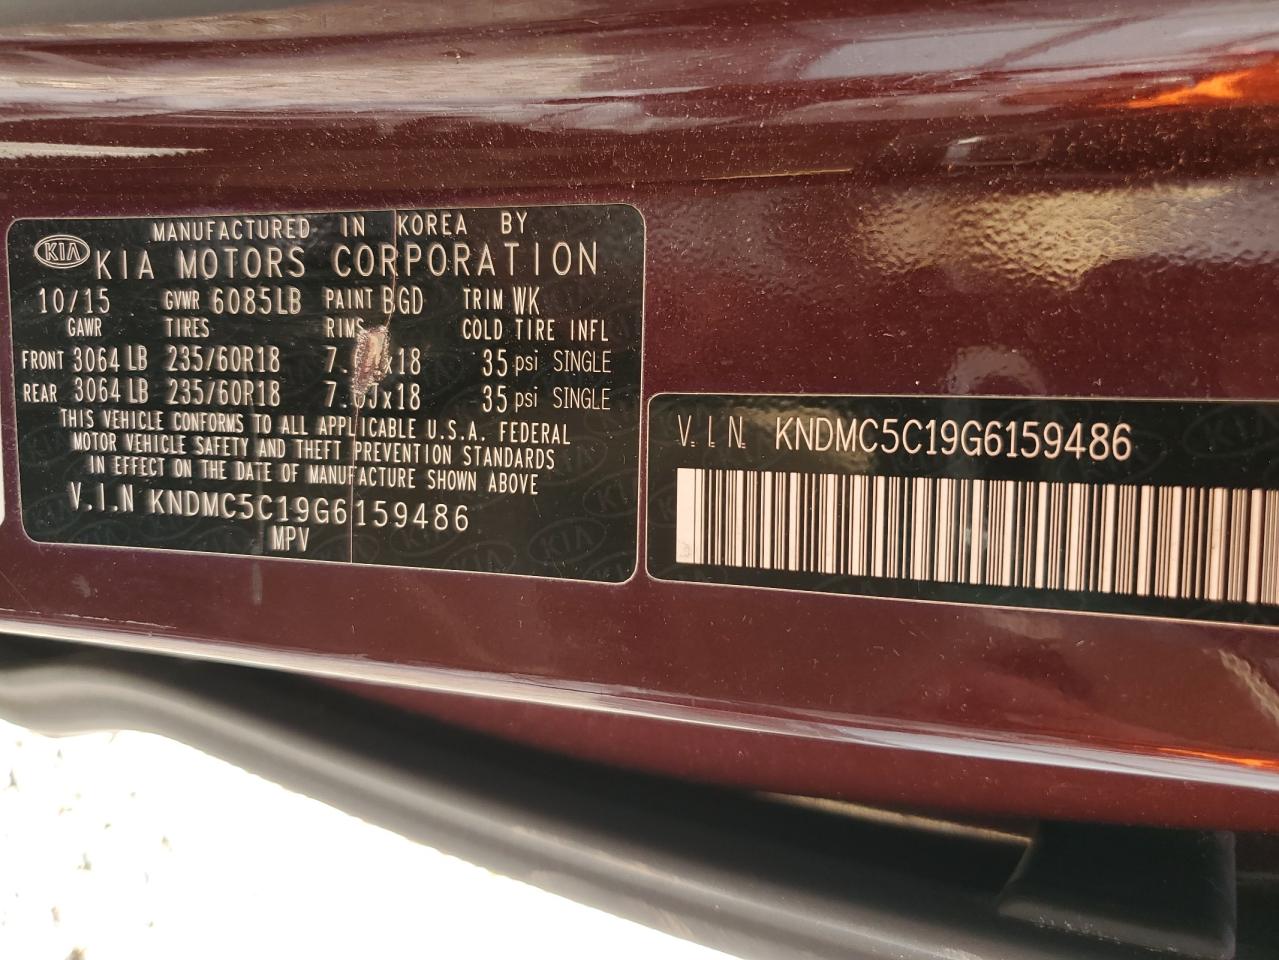 MANUFACTURED IN KOREA BY
KIA KIA MOTORS CORPORATION
10/15 GVWR 6085LB PAINT BGD TRIM WK
GAWR TIRES RIMS COLD TIRE INFL
FRONT 3064 LB 235/60R18 35 psi SINGLE
REAR 3064 LB 235/60R18 35 psi SINGLE
THIS VEHICLE CONFORMS TO ALL APPLICABLE U.S.A. FEDERAL
MOTOR VEHICLE SAFETY AND THEFT PREVENTION STANDARDS
IN EFFECT ON THE DATE OF MANUFACTURE SHOWN ABOVE
V.I.N KNDMC5C19G6159486
MPV
V.I.N. KNDMC5C19G6159486